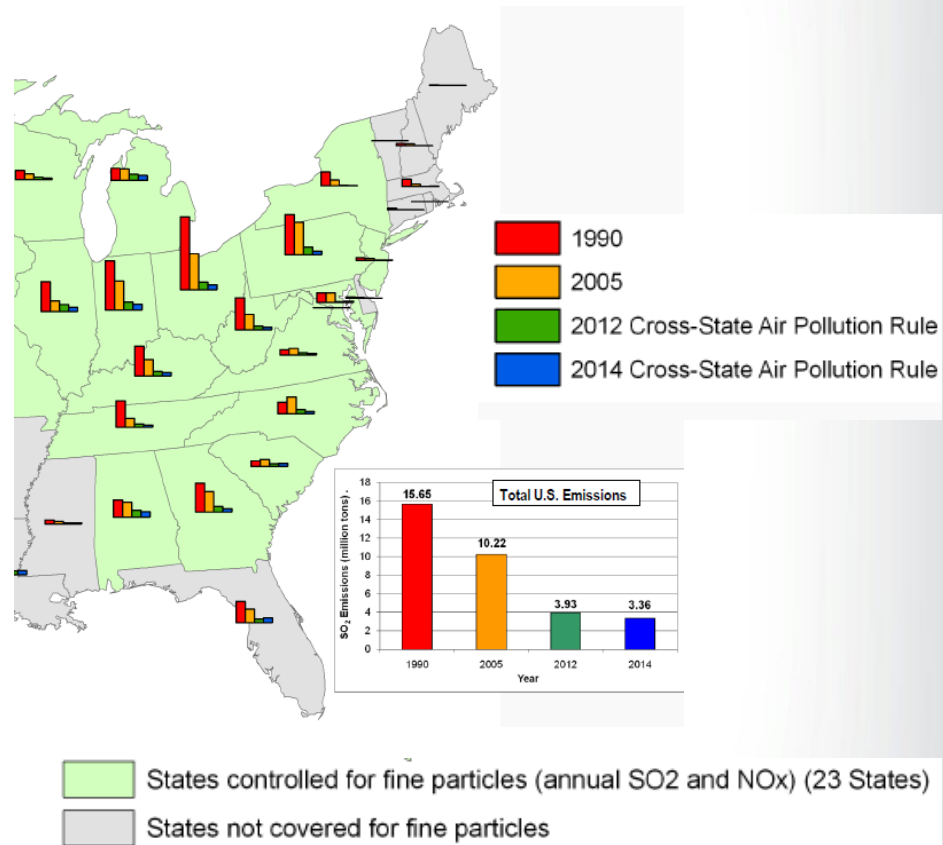 1990
2005
2012 Cross-State Air Pollution Rule
2014 Cross-State Air Pollution Rule
Total U.S. Emissions
SO₂ Emissions (million tons) .
18
16
14
12
10
8
6
4
2
0
15.65
10.22
3.93
3.36
1990 2005 2012 2014
Year
States controlled for fine particles (annual SO2 and NOx) (23 States)
States not covered for fine particles